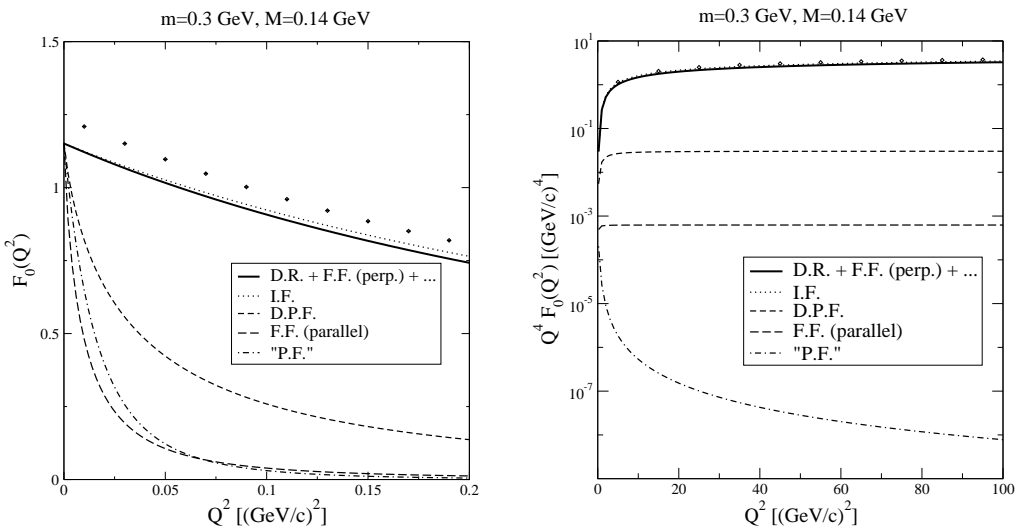 m=0.3 GeV, M=0.14 GeV
1.5
1
0.5
0
F₀(Q²)
D.R. + F.F. (perp.) + ...
I.F.
D.P.F.
F.F. (parallel)
"P.F."
0
0.05
0.1
0.15
0.2
Q² [(GeV/c)²]
m=0.3 GeV, M=0.14 GeV
10¹
10⁻¹
10⁻³
10⁻⁵
10⁻⁷
Q⁴ F₀(Q²) [(GeV/c)⁴]
D.R. + F.F. (perp.) + ...
I.F.
D.P.F.
F.F. (parallel)
"P.F."
0
20
40
60
80
100
Q² [(GeV/c)²]